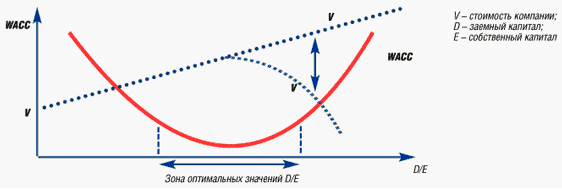 WACC
V
V – стоимость компании;
D – заемный капитал;
E – собственный капитал
WACC
V
V
D/E
Зона оптимальных значений D/E